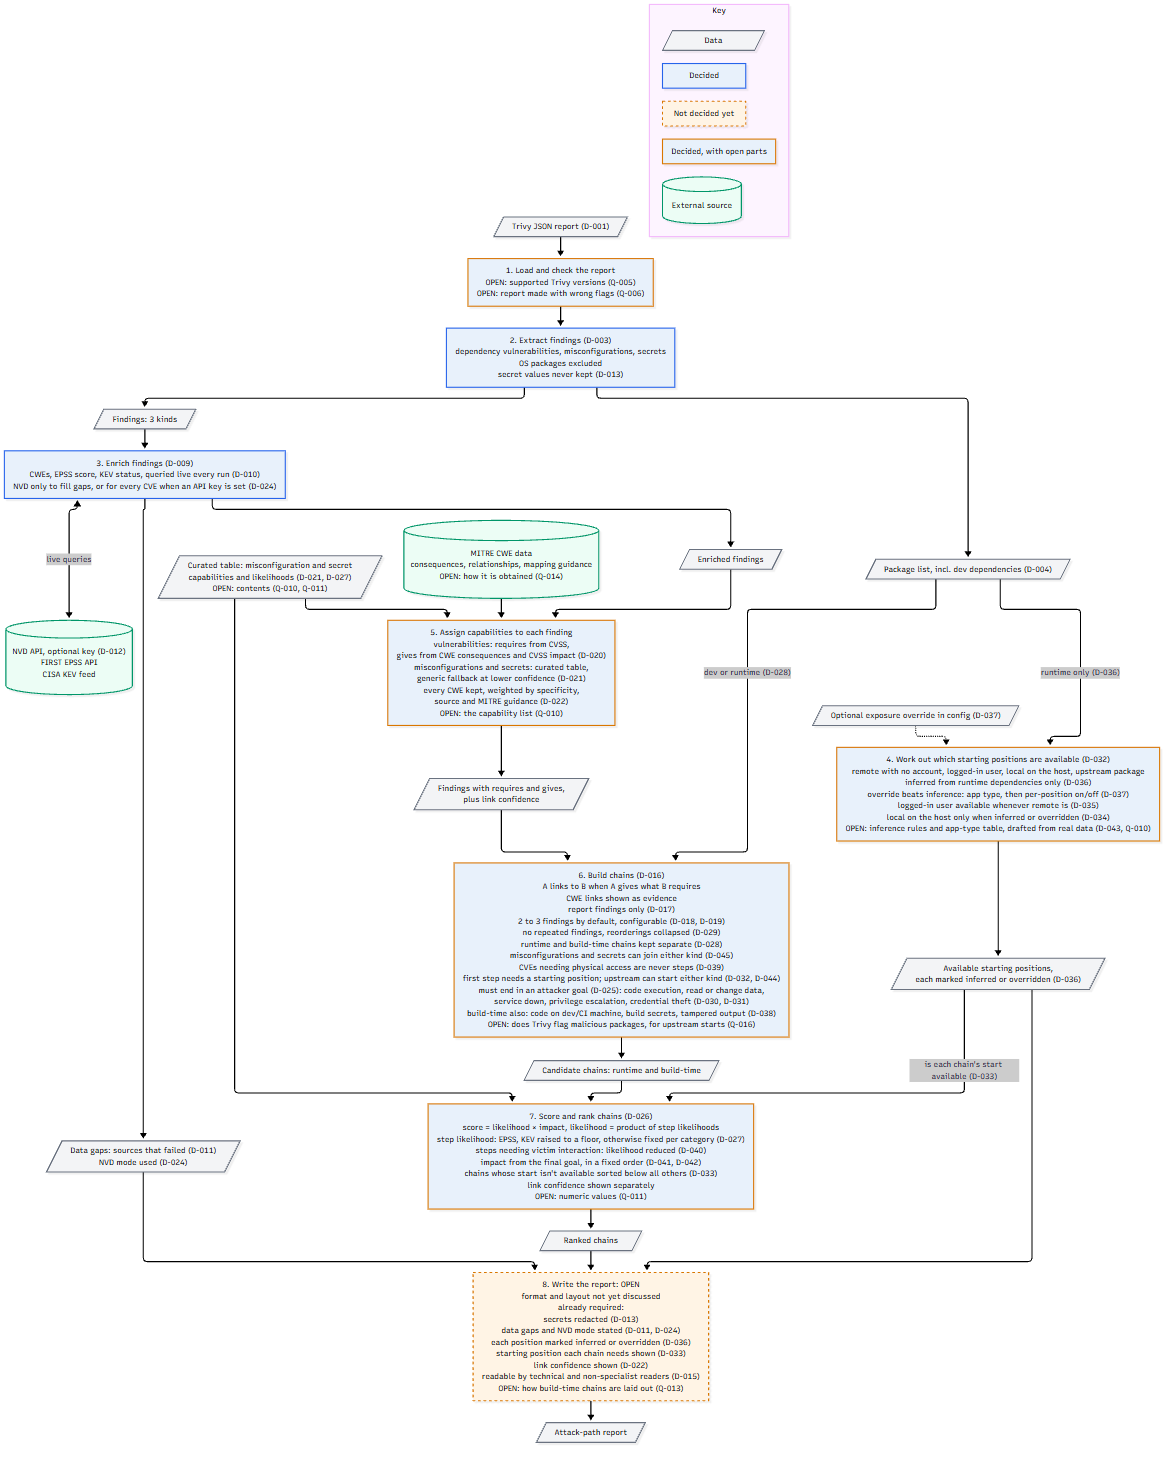 Key
Data
Decided
Not decided yet
Decided, with open parts
External source
Trivy JSON report (D-001)
1. Load and check the report
OPEN: supported Trivy versions (Q-005)
OPEN: report made with wrong flags (Q-006)
2. Extract findings (D-003)
dependency vulnerabilities, misconfigurations, secrets
OS packages excluded
secret values never kept (D-013)
Findings: 3 kinds
3. Enrich findings (D-009)
CWEs, EPSS score, KEV status, queried live every run (D-010)
NVD only to fill gaps, or for every CVE when an API key is set (D-024)
live queries
NVD API, optional key (D-012)
FIRST EPSS API
CISA KEV feed
Curated table: misconfiguration and secret
capabilities and likelihoods (D-021, D-027)
OPEN: contents (Q-010, Q-011)
MITRE CWE data
consequences, relationships, mapping guidance
OPEN: how it is obtained (Q-014)
Enriched findings
Package list, incl. dev dependencies (D-004)
5. Assign capabilities to each finding
vulnerabilities: requires from CVSS,
gives from CWE consequences and CVSS impact (D-020)
misconfigurations and secrets: curated table,
generic fallback at lower confidence (D-021)
every CWE kept, weighted by specificity,
source and MITRE guidance (D-022)
OPEN: the capability list (Q-010)
dev or runtime (D-028)
runtime only (D-036)
Optional exposure override in config (D-037)
4. Work out which starting positions are available (D-032)
remote with no account, logged-in user, local on the host, upstream package
inferred from runtime dependencies only (D-036)
override beats inference: app type, then per-position on/off (D-037)
logged-in user available whenever remote is (D-035)
local on the host only when inferred or overridden (D-034)
OPEN: inference rules and app-type table, drafted from real data (D-043, Q-010)
Findings with requires and gives,
plus link confidence
6. Build chains (D-016)
A links to B when A gives what B requires
CWE links shown as evidence
report findings only (D-017)
2 to 3 findings by default, configurable (D-018, D-019)
no repeated findings, reorderings collapsed (D-029)
runtime and build-time chains kept separate (D-028)
misconfigurations and secrets can join either kind (D-045)
CVEs needing physical access are never steps (D-039)
first step needs a starting position; upstream can start either kind (D-032, D-044)
must end in an attacker goal (D-025): code execution, read or change data,
service down, privilege escalation, credential theft (D-030, D-031)
build-time also: code on dev/CI machine, build secrets, tampered output (D-038)
OPEN: does Trivy flag malicious packages, for upstream starts (Q-016)
Available starting positions,
each marked inferred or overridden (D-036)
Candidate chains: runtime and build-time
is each chain's start
available (D-033)
7. Score and rank chains (D-026)
score = likelihood × impact, likelihood = product of step likelihoods
step likelihood: EPSS, KEV raised to a floor, otherwise fixed per category (D-027)
steps needing victim interaction: likelihood reduced (D-040)
impact from the final goal, in a fixed order (D-041, D-042)
chains whose start isn't available sorted below all others (D-033)
link confidence shown separately
OPEN: numeric values (Q-011)
Data gaps: sources that failed (D-011)
NVD mode used (D-024)
Ranked chains
8. Write the report: OPEN
format and layout not yet discussed
already required:
secrets redacted (D-013)
data gaps and NVD mode stated (D-011, D-024)
each position marked inferred or overridden (D-036)
starting position each chain needs shown (D-033)
link confidence shown (D-022)
readable by technical and non-specialist readers (D-015)
OPEN: how build-time chains are laid out (Q-013)
Attack-path report